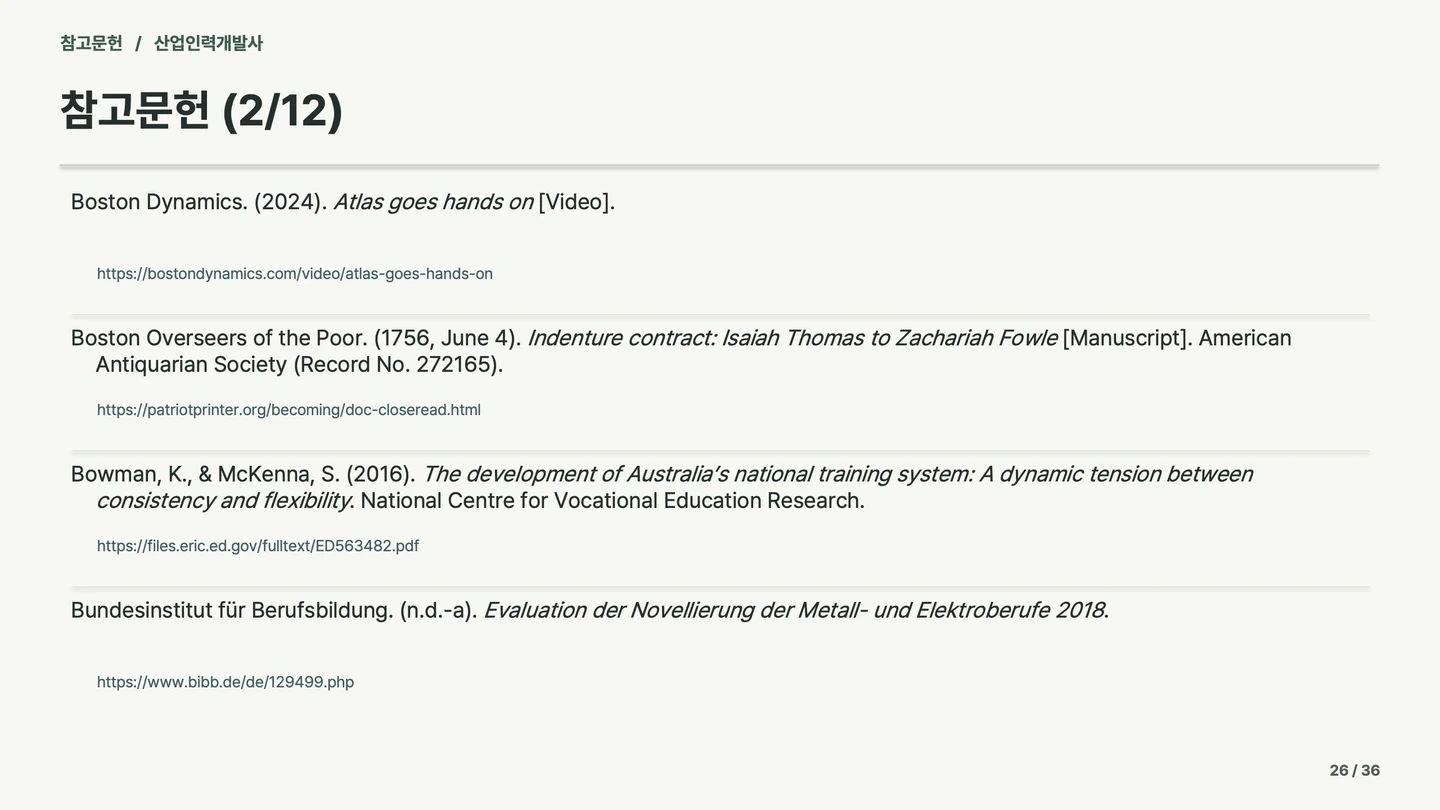 참고문헌 / 산업인력개발사
참고문헌 (2/12)
Boston Dynamics. (2024). Atlas goes hands on [Video].
https://bostondynamics.com/video/atlas-goes-hands-on
Boston Overseers of the Poor. (1756, June 4). Indenture contract: Isaiah Thomas to Zachariah Fowle [Manuscript]. American
Antiquarian Society (Record No. 272165).
https://patriotprinter.org/becoming/doc-closeread.html
Bowman, K., & McKenna, S. (2016). The development of Australia’s national training system: A dynamic tension between
consistency and flexibility. National Centre for Vocational Education Research.
https://files.eric.ed.gov/fulltext/ED563482.pdf
Bundesinstitut für Berufsbildung. (n.d.-a). Evaluation der Novellierung der Metall- und Elektroberufe 2018.
https://www.bibb.de/de/129499.php
26 / 36